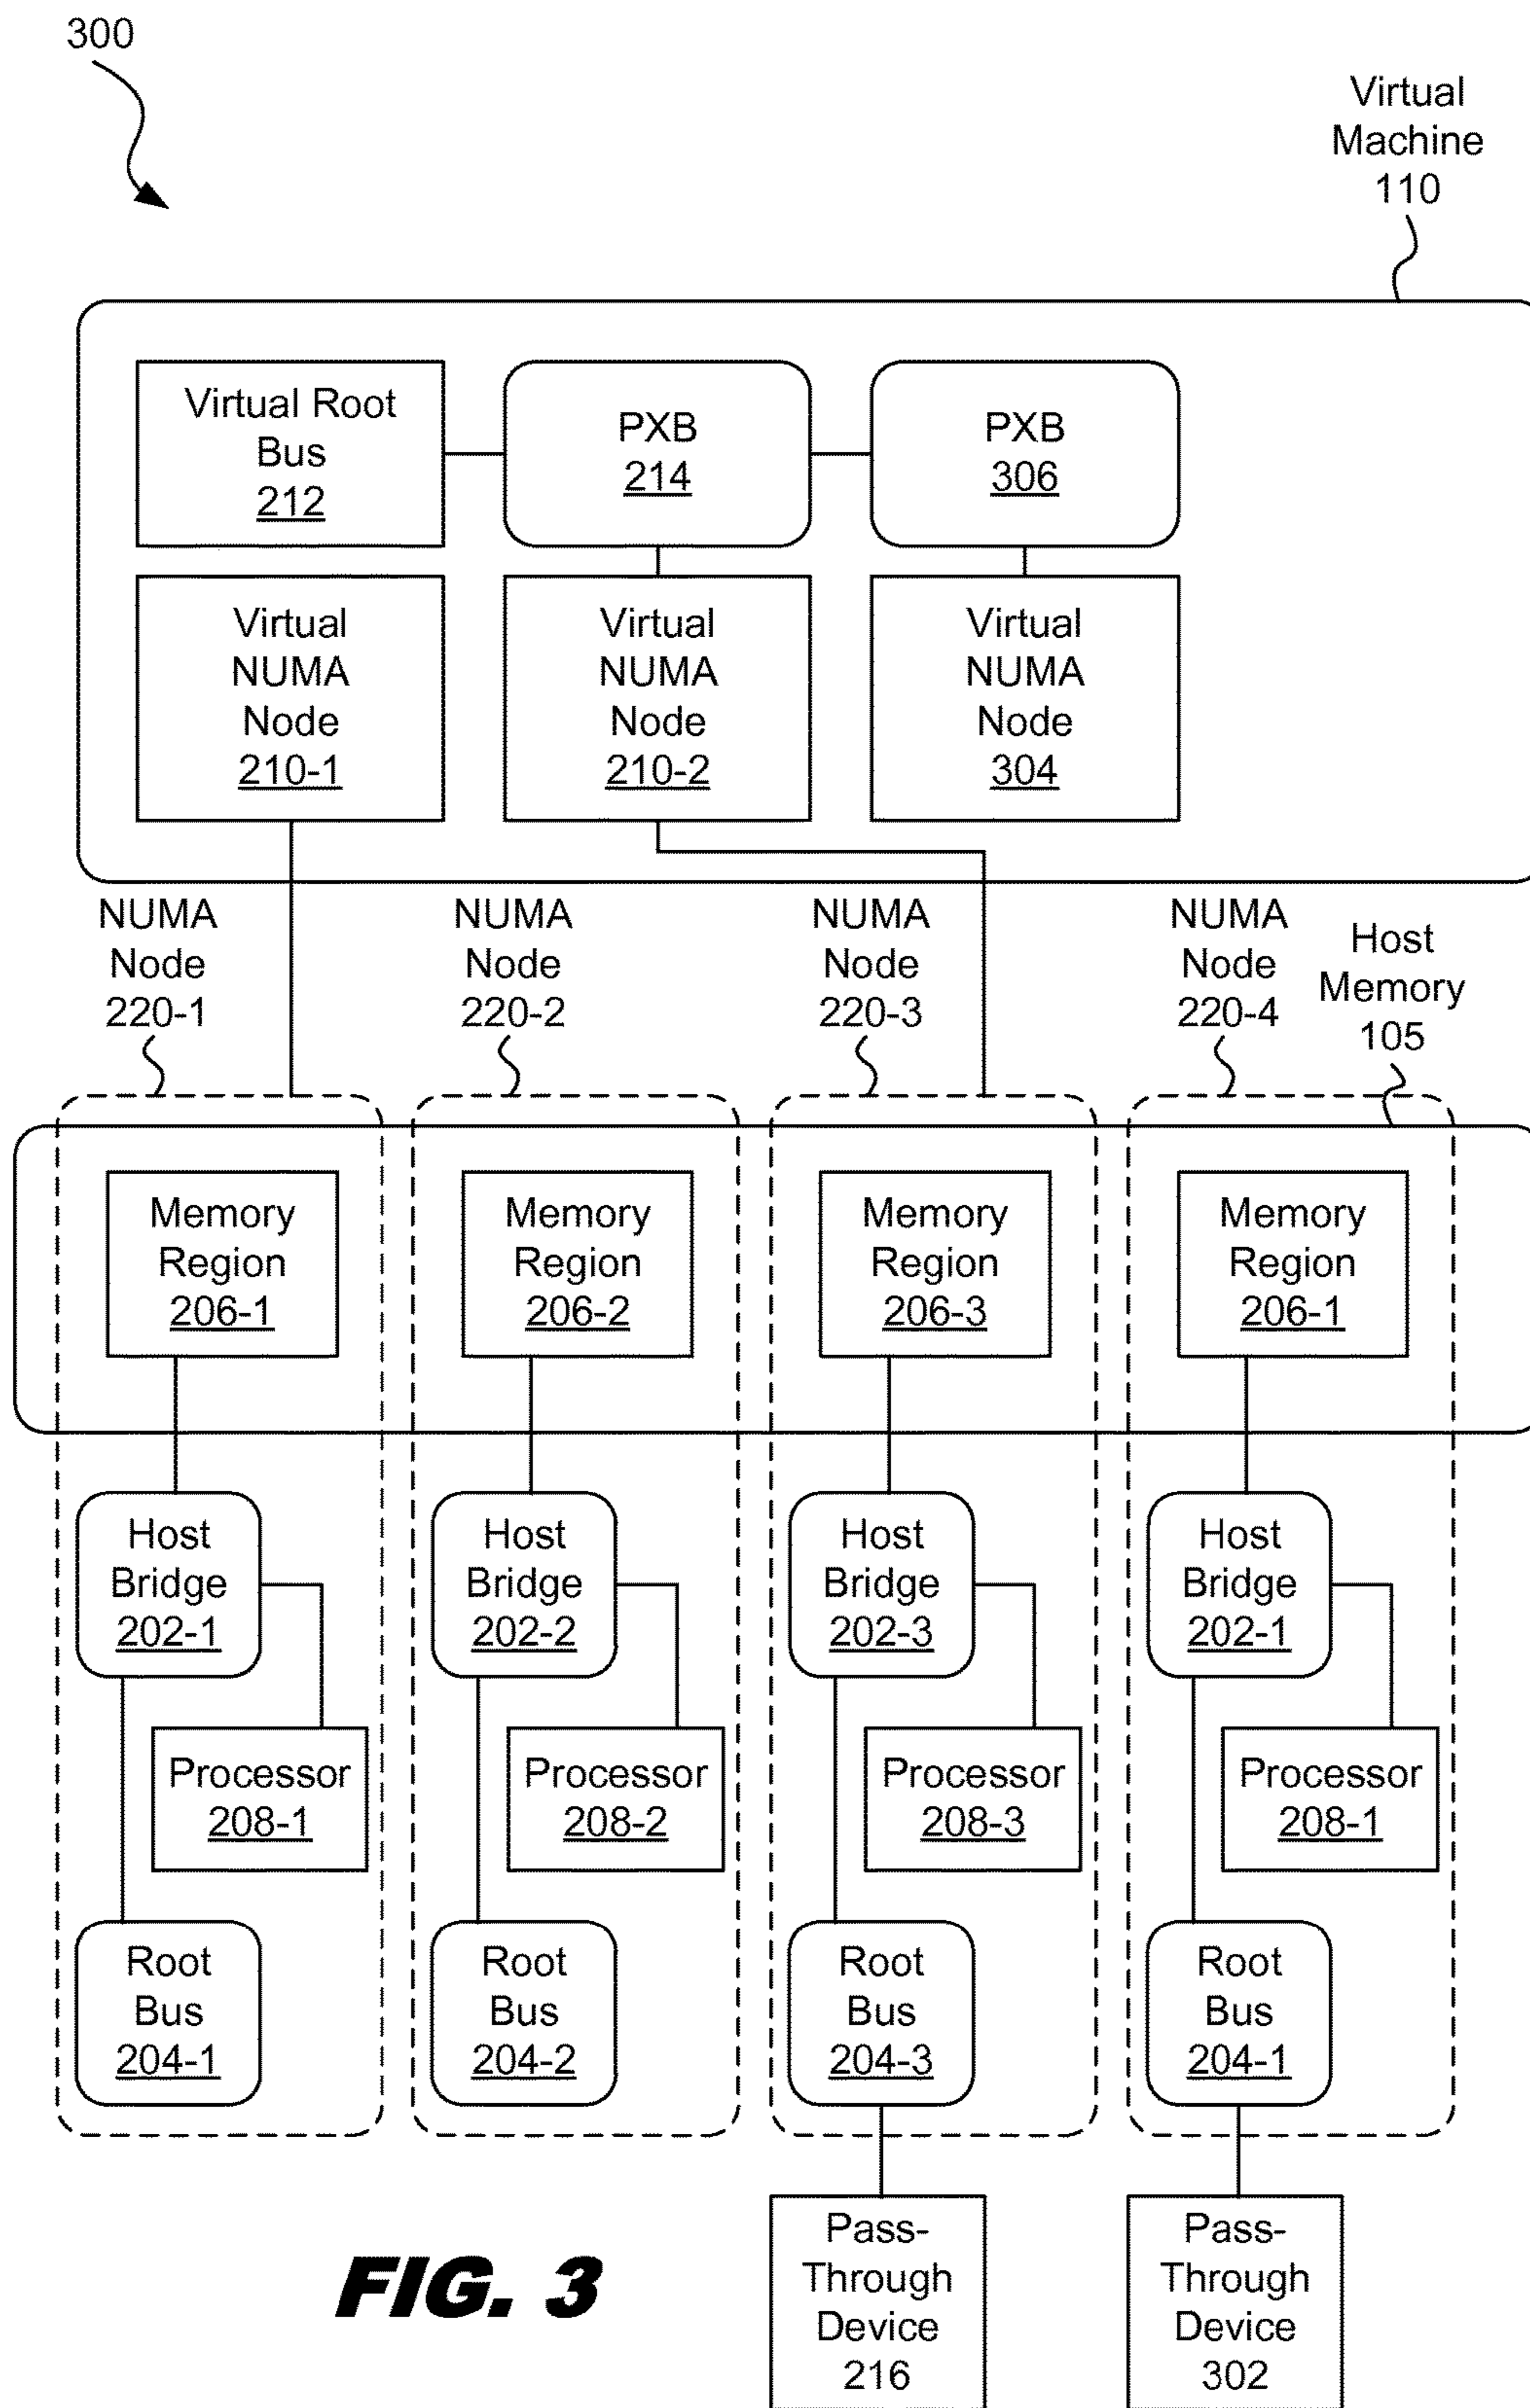 300
Virtual
Machine
110
Virtual Root
Bus
212
PXB
214
PXB
306
Virtual
NUMA
Node
210-1
Virtual
NUMA
Node
210-2
Virtual
NUMA
Node
304
NUMA
Node
220-1
NUMA
Node
220-2
NUMA
Node
220-3
NUMA
Node
220-4
Host
Memory
105
Memory
Region
206-1
Memory
Region
206-2
Memory
Region
206-3
Memory
Region
206-1
Host
Bridge
202-1
Host
Bridge
202-2
Host
Bridge
202-3
Host
Bridge
202-1
Processor
208-1
Processor
208-2
Processor
208-3
Processor
208-1
Root
Bus
204-1
Root
Bus
204-2
Root
Bus
204-3
Root
Bus
204-1
Pass-
Through
Device
216
Pass-
Through
Device
302
FIG. 3